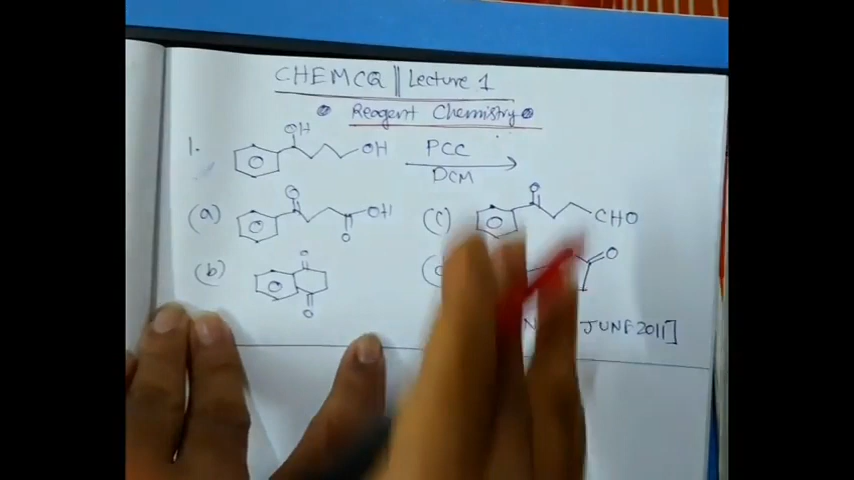 CHEMCQ || Lecture 1
Reagent Chemistry
1. OH OH PCC
DCM
(a) O OH O (c) O CHO
(b) O O O
JUNE 2011]